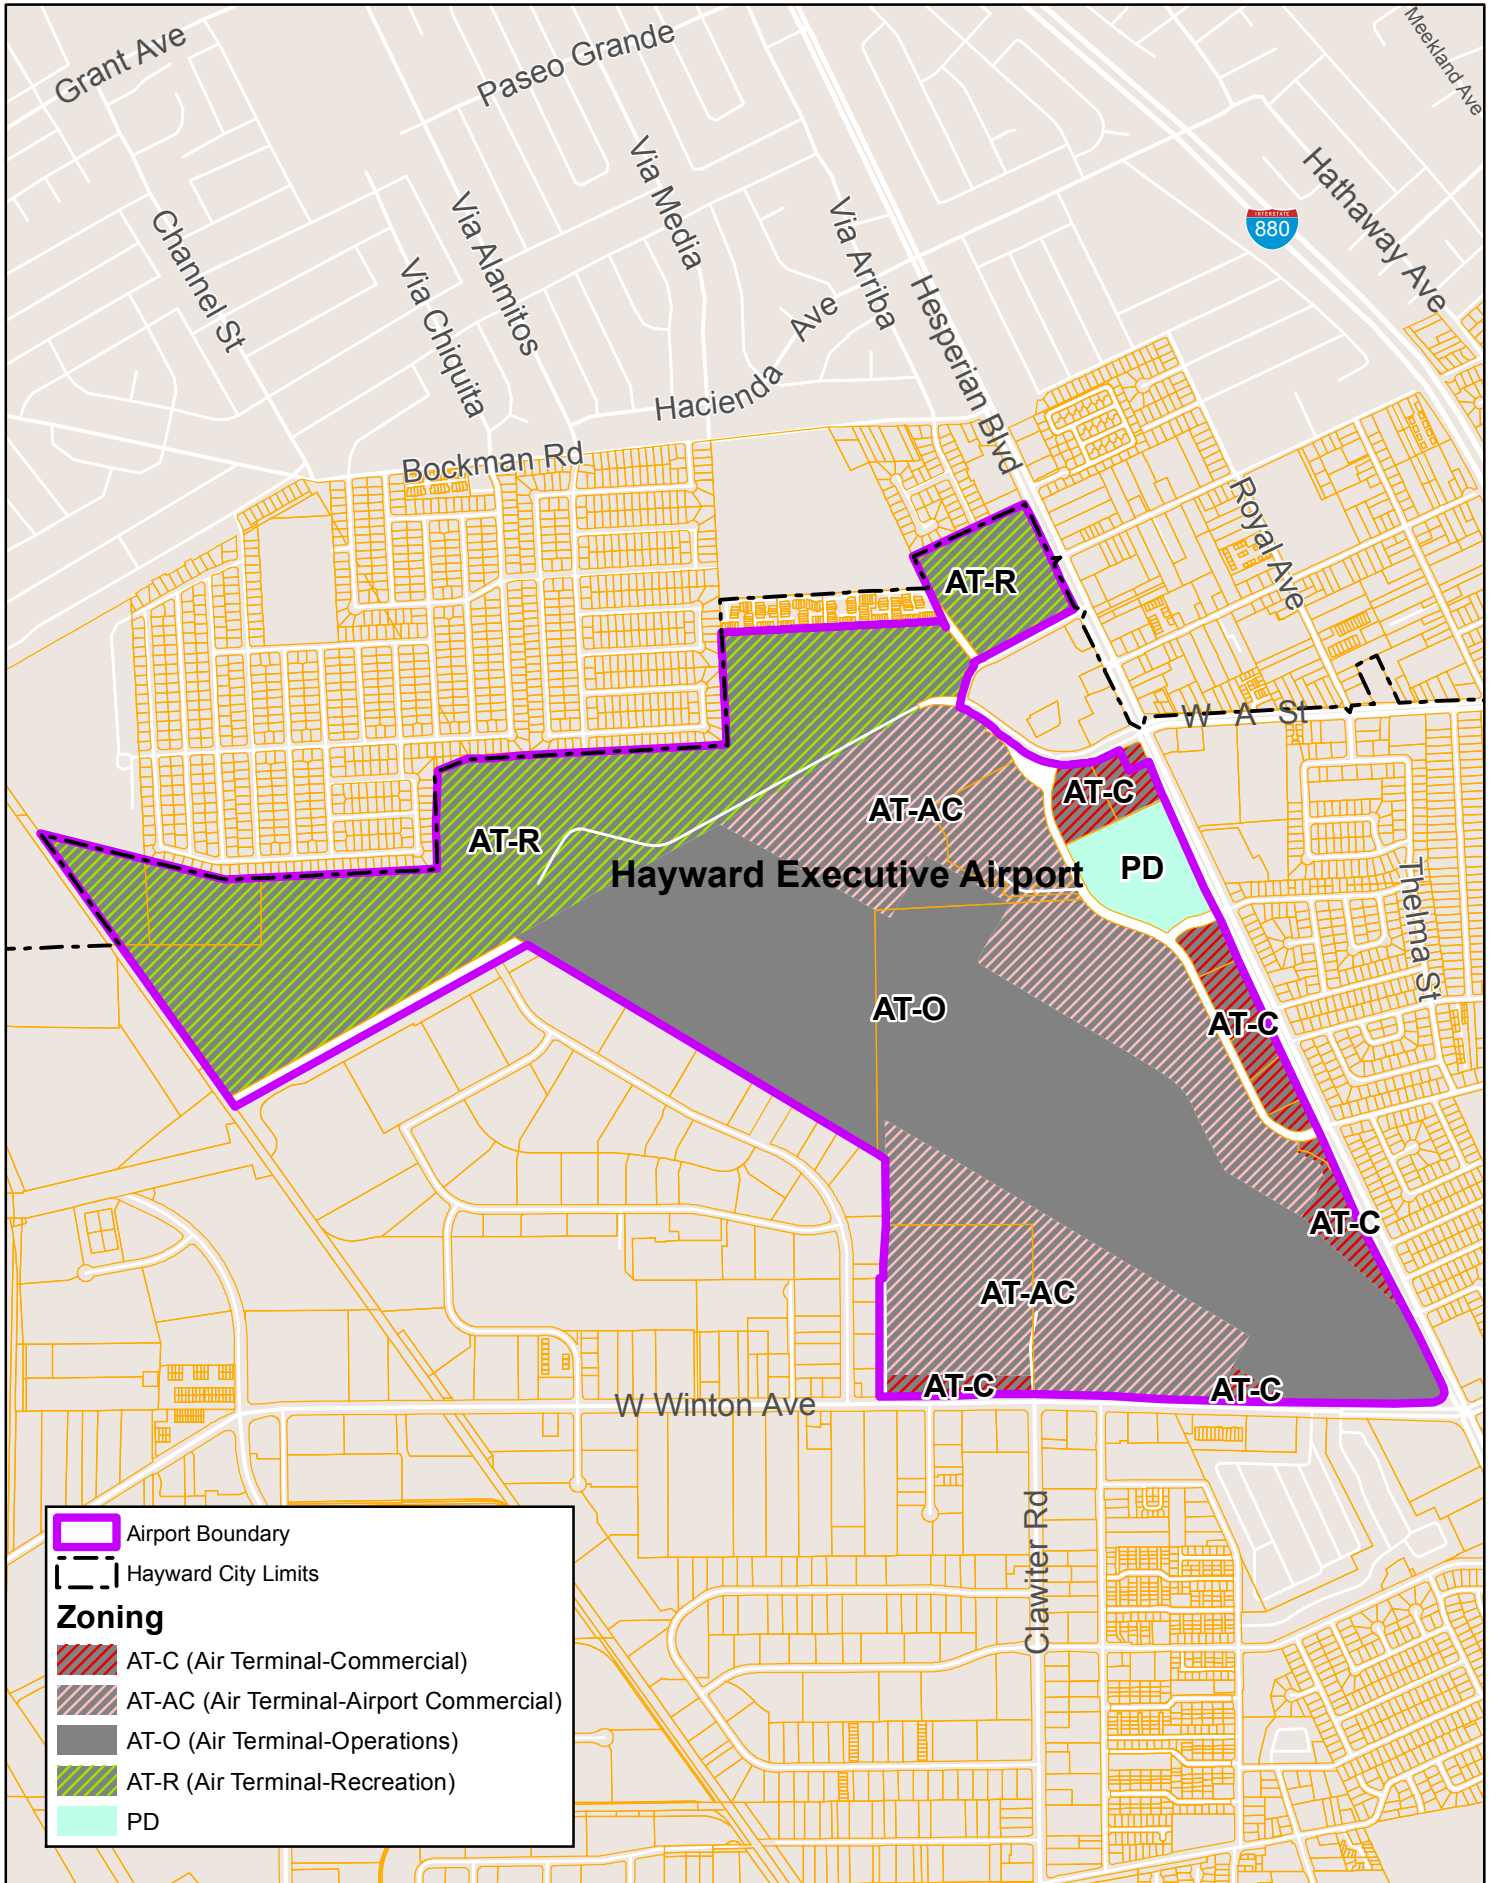 Grant Ave
Paseo Grande
Meekland Ave
Hathaway Ave
INTERSTATE
880
Via Media
Via Alamitos
Via Arriba
Channel St
Via Chiquita
Hesperian Blvd
Hacienda Ave
Bockman Rd
Royal Ave
AT-R
W A St
AT-C
AT-AC
AT-R
Hayward Executive Airport
PD
Thelma St
AT-O
AT-C
AT-C
AT-AC
AT-C
AT-C
W Winton Ave
Clawiter Rd
Airport Boundary
Hayward City Limits
Zoning
AT-C (Air Terminal-Commercial)
AT-AC (Air Terminal-Airport Commercial)
AT-O (Air Terminal-Operations)
AT-R (Air Terminal-Recreation)
PD